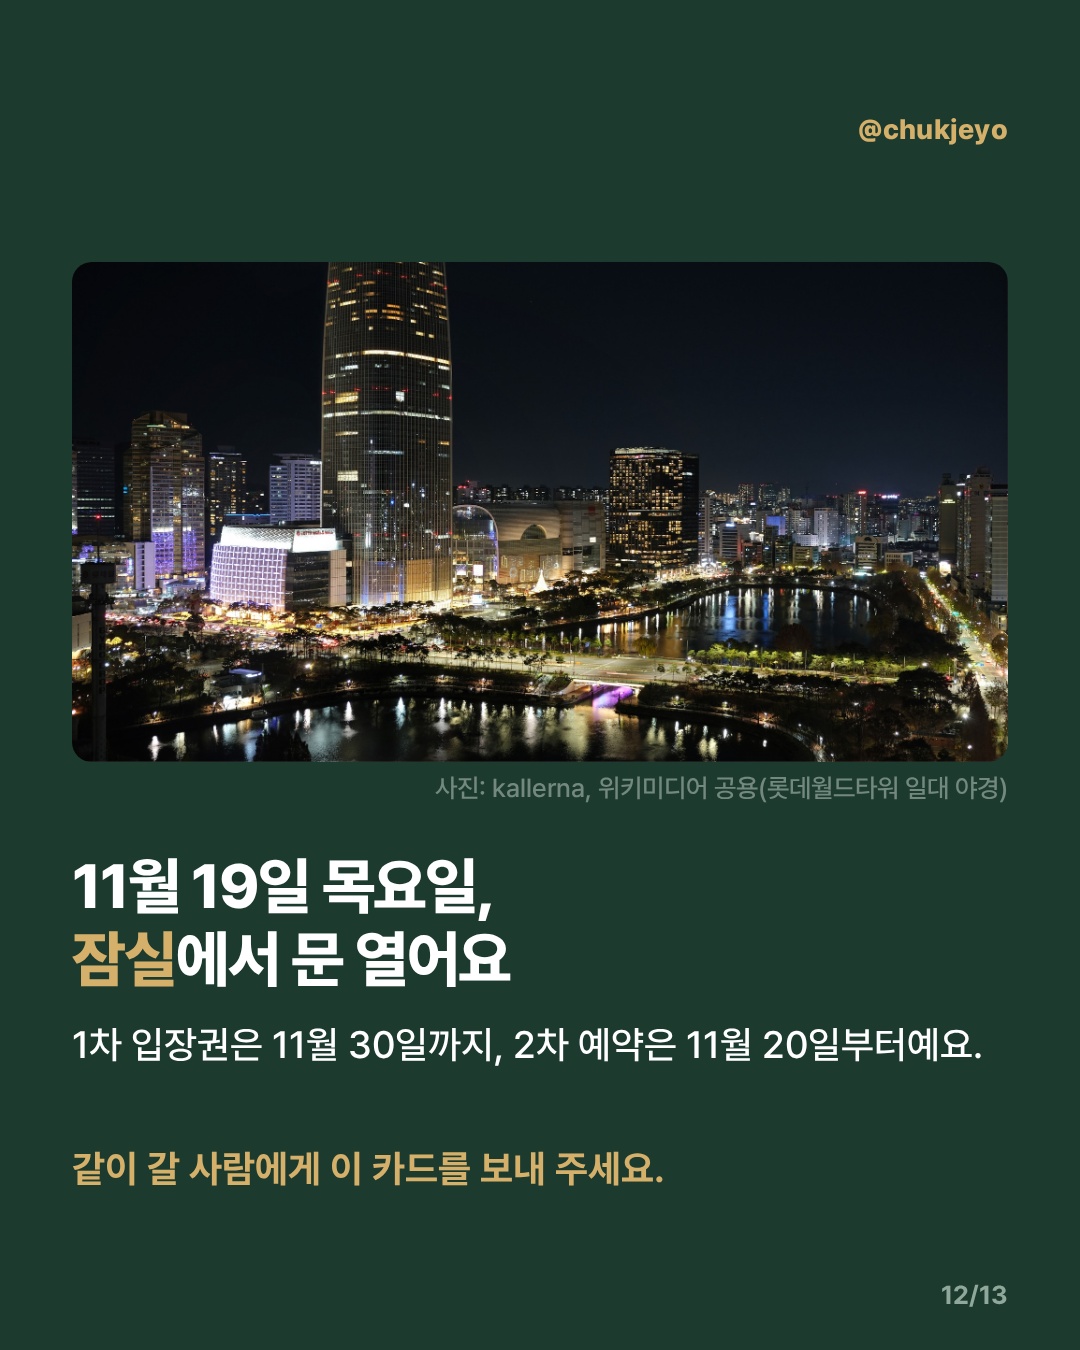 @chukjeyo
사진: kallerna, 위키미디어 공용(롯데월드타워 일대 야경)
11월 19일 목요일,
잠실에서 문 열어요
1차 입장권은 11월 30일까지, 2차 예약은 11월 20일부터예요.
같이 갈 사람에게 이 카드를 보내 주세요.
12/13